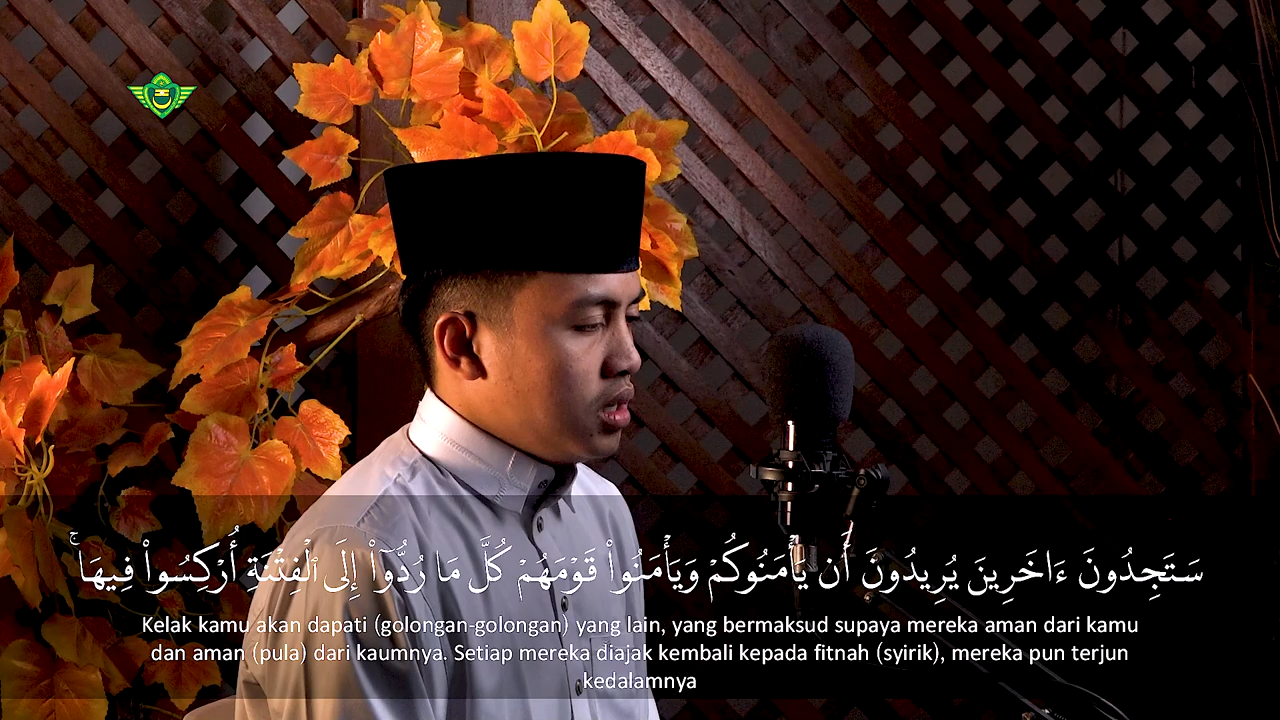 سَتَجِدُونَ ءَاخَرِينَ يُرِيدُونَ أَن يَأْمَنُوكُمْ وَيَأْمَنُوا۟ قَوْمَهُمْ كُلَّ مَا رُدُّوٓا۟ إِلَى ٱلْفِتْنَةِ أُرْكِسُوا۟ فِيهَا ۚ
Kelak kamu akan dapati (golongan-golongan) yang lain, yang bermaksud supaya mereka aman dari kamu
dan aman (pula) dari kaumnya. Setiap mereka diajak kembali kepada fitnah (syirik), mereka pun terjun
kedalamnya